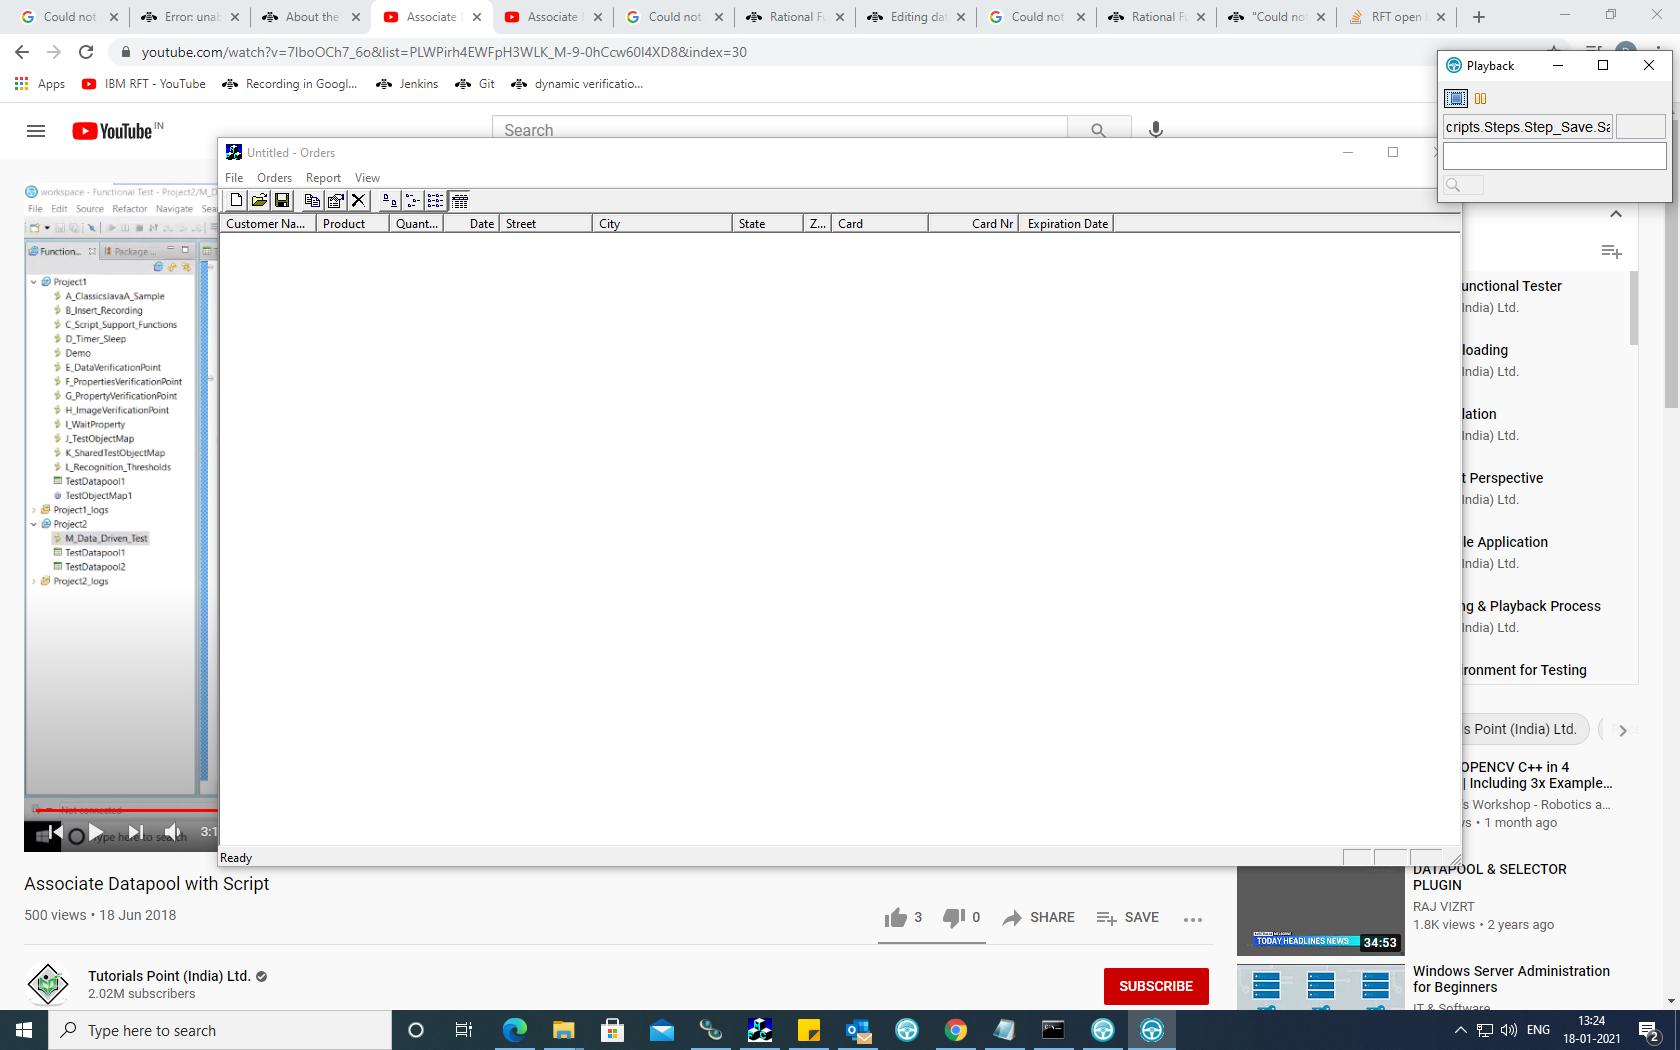 Could not
Error: unab
About the
Associate
Associate
Could not
Rational Fu
Editing dat
Could not
Rational Fu
"Could not
RFT open
youtube.com/watch?v=7IboOCh7_6o&list=PLWPirh4EWFpH3WLK_M-9-0hCcw60I4XD8&index=30
Playback
Apps
IBM RFT - YouTube
Recording in Googl...
Jenkins
Git
dynamic verificatio...
cripts.Steps.Step_Save.Sa
YouTube IN
Search
Untitled - Orders
File Orders Report View
Customer Na... Product Quant... Date Street City State Z... Card Card Nr Expiration Date
workspace - Functional Test - Project2/M_D
File Edit Source Refactor Navigate Sea
Function... Package ...
Project1
A_ClassicsJavaA_Sample
B_Insert_Recording
C_Script_Support_Functions
D_Timer_Sleep
Demo
E_DataVerificationPoint
F_PropertiesVerificationPoint
G_PropertyVerificationPoint
H_ImageVerificationPoint
I_WaitProperty
J_TestObjectMap
K_SharedTestObjectMap
L_Recognition_Thresholds
TestDatapool1
TestObjectMap1
Project1_logs
Project2
M_Data_Driven_Test
TestDatapool1
TestDatapool2
Project2_logs
Not connected
Type here to search
3:1
Ready
unctional Tester
India) Ltd.
loading
India) Ltd.
lation
India) Ltd.
t Perspective
India) Ltd.
le Application
India) Ltd.
ng & Playback Process
India) Ltd.
ronment for Testing
s Point (India) Ltd.
OPENCV C++ in 4
| Including 3x Example...
s Workshop - Robotics a...
ys • 1 month ago
Associate Datapool with Script
500 views • 18 Jun 2018
3 0 SHARE SAVE
Tutorials Point (India) Ltd.
2.02M subscribers
SUBSCRIBE
TODAY HEADLINES NEWS
34:53
DATAPOOL & SELECTOR
PLUGIN
RAJ VIZRT
1.8K views • 2 years ago
Windows Server Administration
for Beginners
IT & Software
Type here to search
ENG
13:24
18-01-2021
2